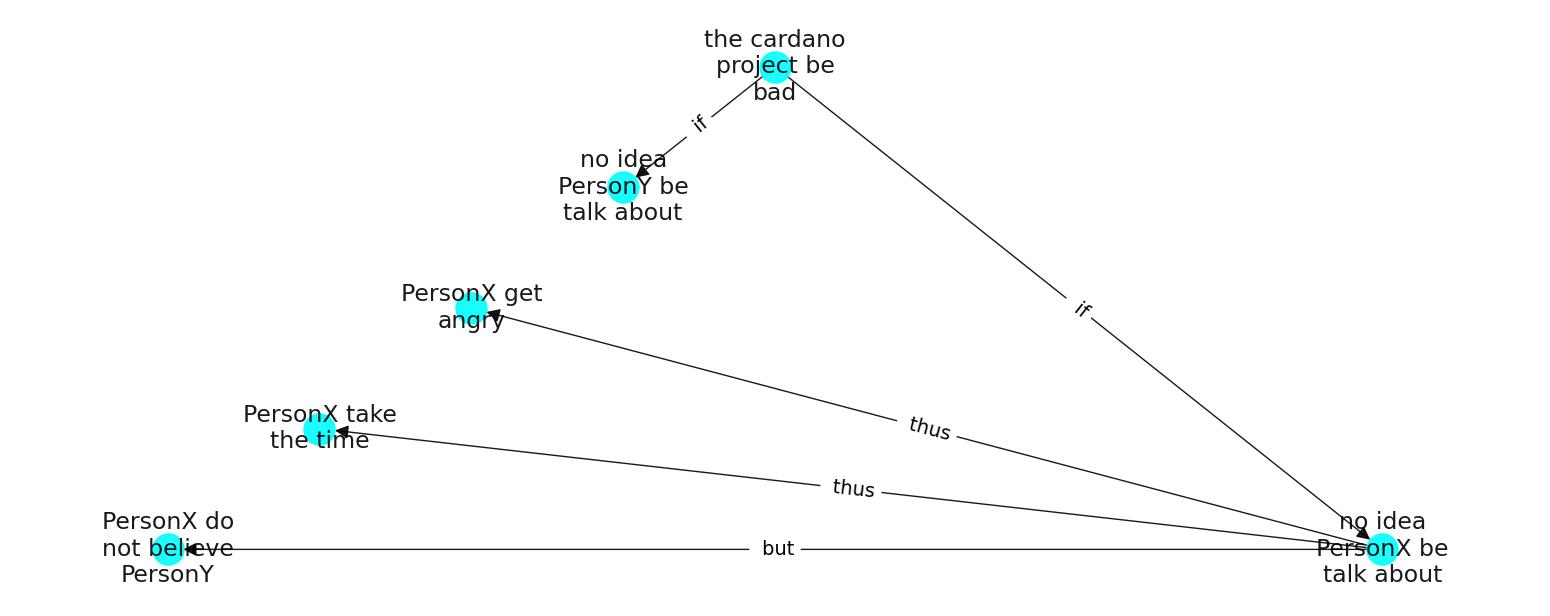 the cardano
project be
bad
if
no idea
PersonY be
talk about
PersonX get
angry
if
thus
PersonX take
the time
thus
PersonX do
not believe
PersonY
but
no idea
PersonX be
talk about